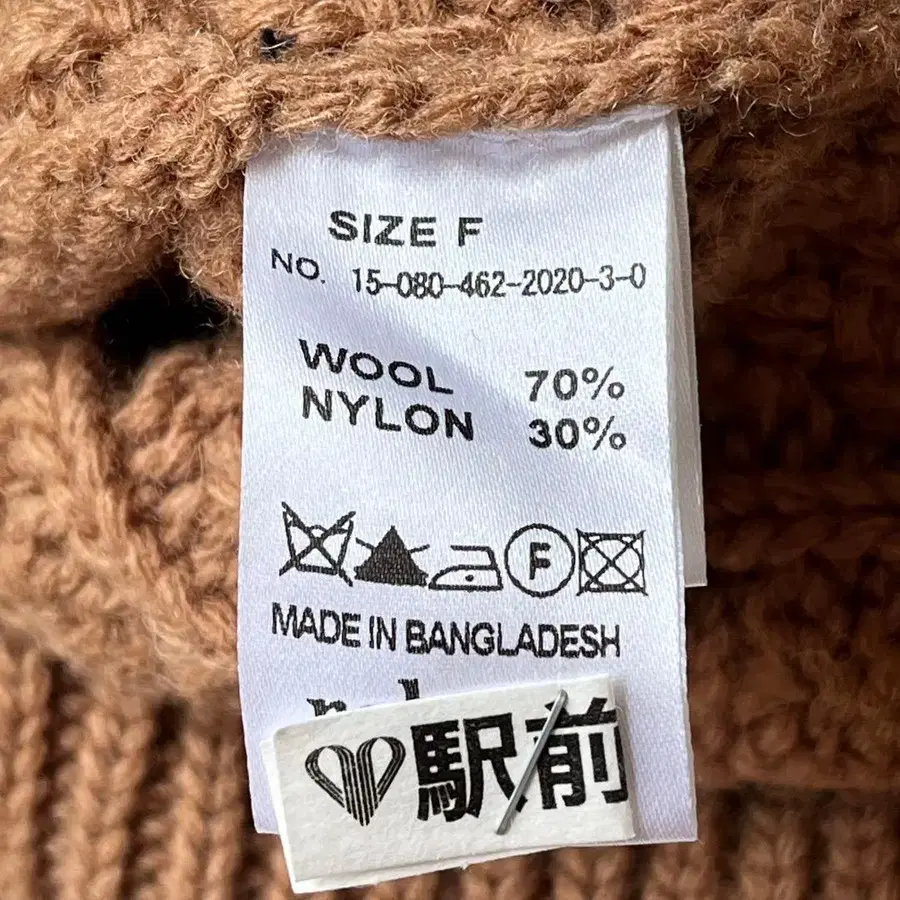 SIZE F
NO. 15-080-462-2020-3-0
WOOL 70%
NYLON 30%
F
MADE IN BANGLADESH
駅前